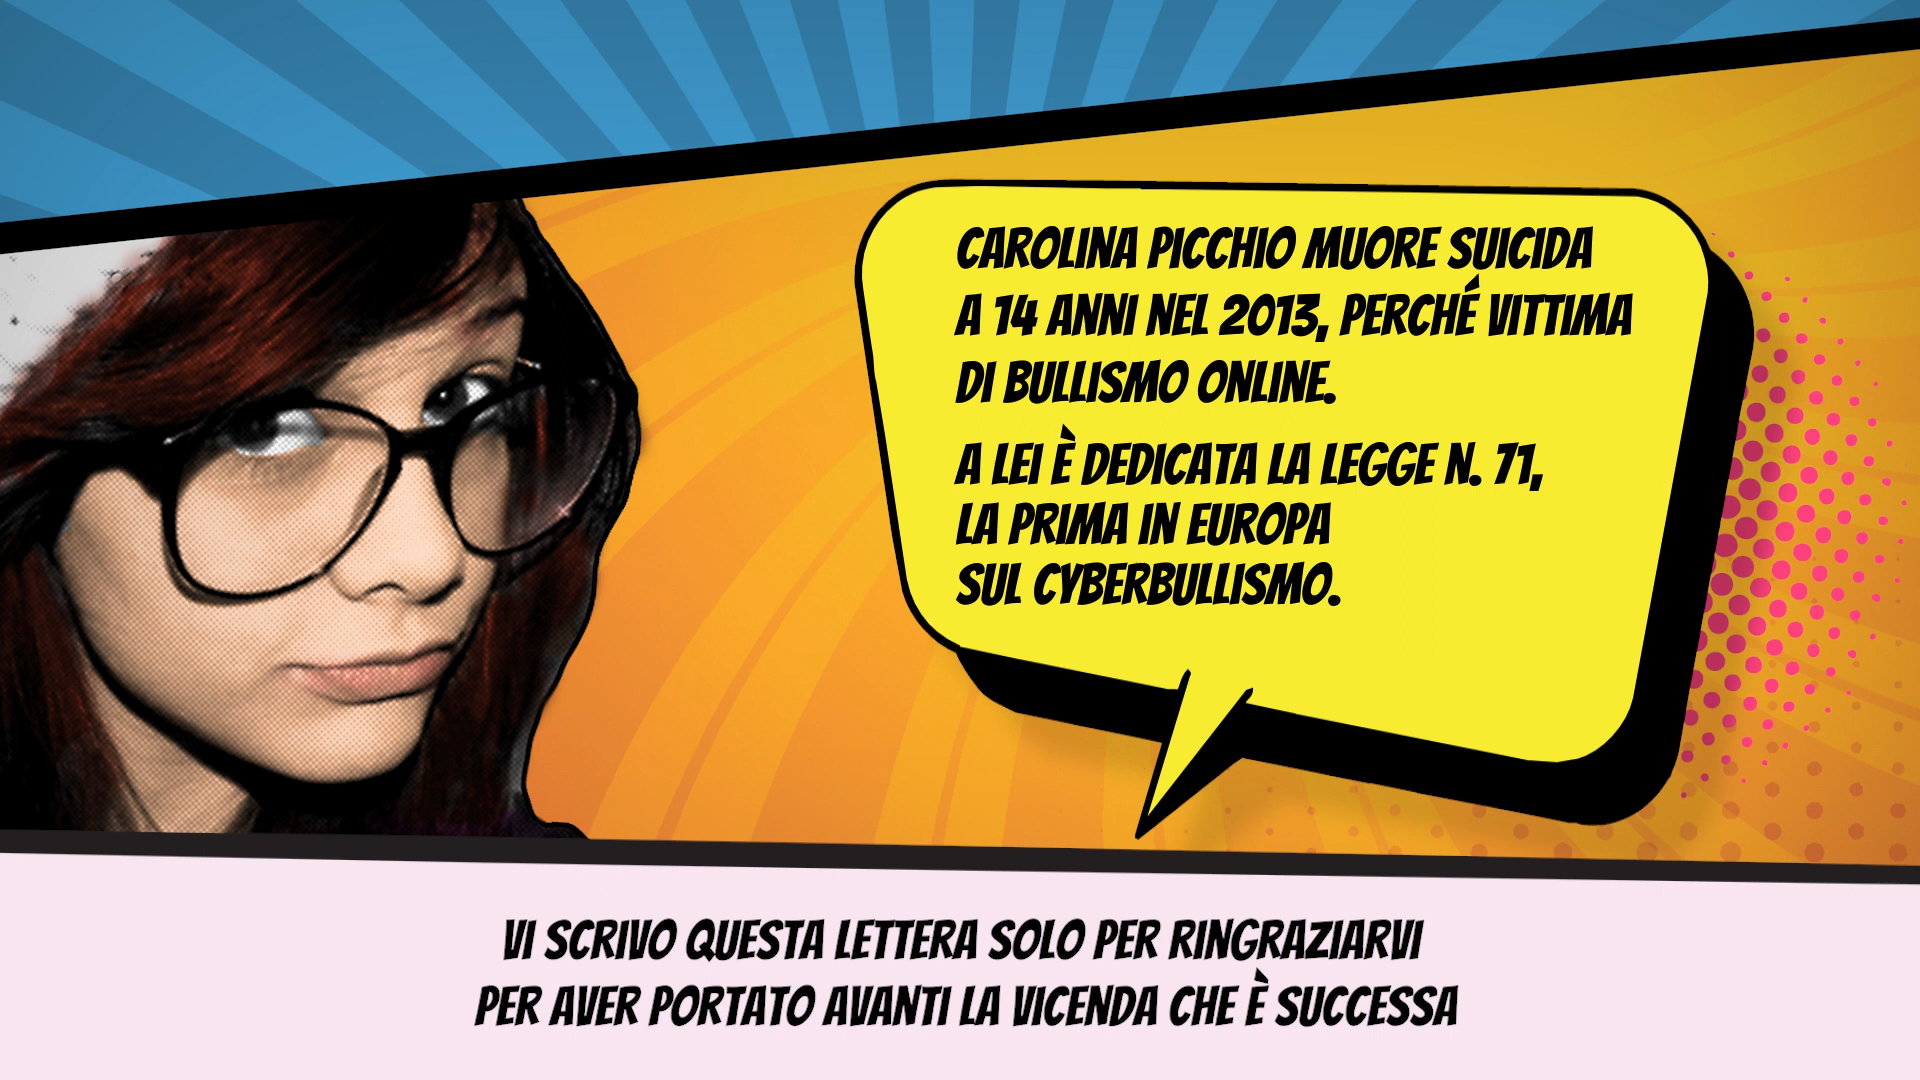 CAROLINA PICCHIO MUORE SUICIDA
A 14 ANNI NEL 2013, PERCHÉ VITTIMA
DI BULLISMO ONLINE.
A LEI È DEDICATA LA LEGGE N. 71,
LA PRIMA IN EUROPA
SUL CYBERBULLISMO.
VI SCRIVO QUESTA LETTERA SOLO PER RINGRAZIARVI
PER AVER PORTATO AVANTI LA VICENDA CHE È SUCCESSA